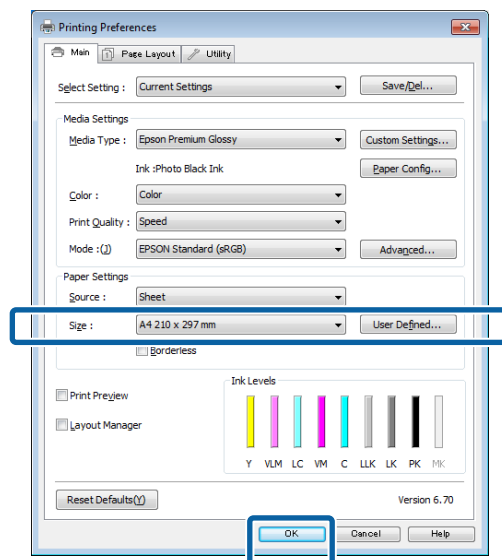 Printing Preferences
Main Page Layout Utility
Select Setting : Current Settings Save/Del...
Media Settings
Media Type : Epson Premium Glossy Custom Settings...
Ink :Photo Black Ink Paper Config...
Color : Color
Print Quality : Speed
Mode :(J) EPSON Standard (sRGB) Advanced...
Paper Settings
Source : Sheet
Size : A4 210 x 297 mm User Defined...
Borderless
Ink Levels
Print Preview
Layout Manager
Y VLM LC VM C LLK LK PK MK
Reset Defaults(Y) Version 6.70
OK Cancel Help